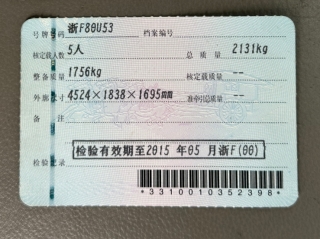 号牌号码 浙F80U53 档案编号
核定载人数 5人 总质量 2131kg
整备质量 1756kg 核定载质量 --
外廓尺寸 4524×1838×1695mm 准牵引总质量 --
备注
检验有效期至2015 年05 月浙F(00)
检验记录
*3310010352398*